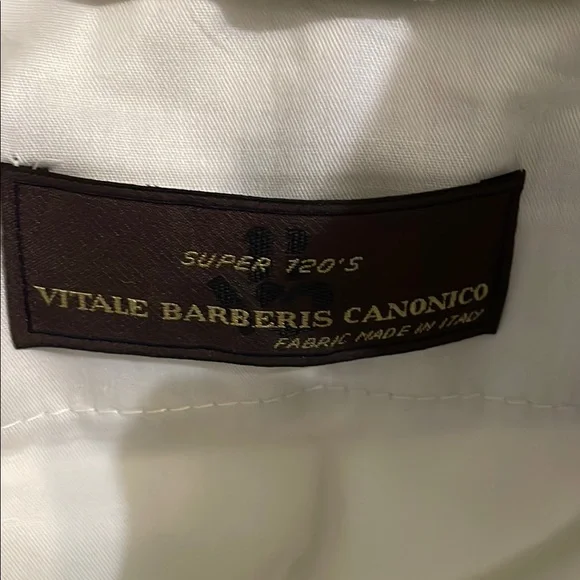 SUPER 120'S
VITALE BARBERIS CANONICO
FABRIC MADE IN ITALY